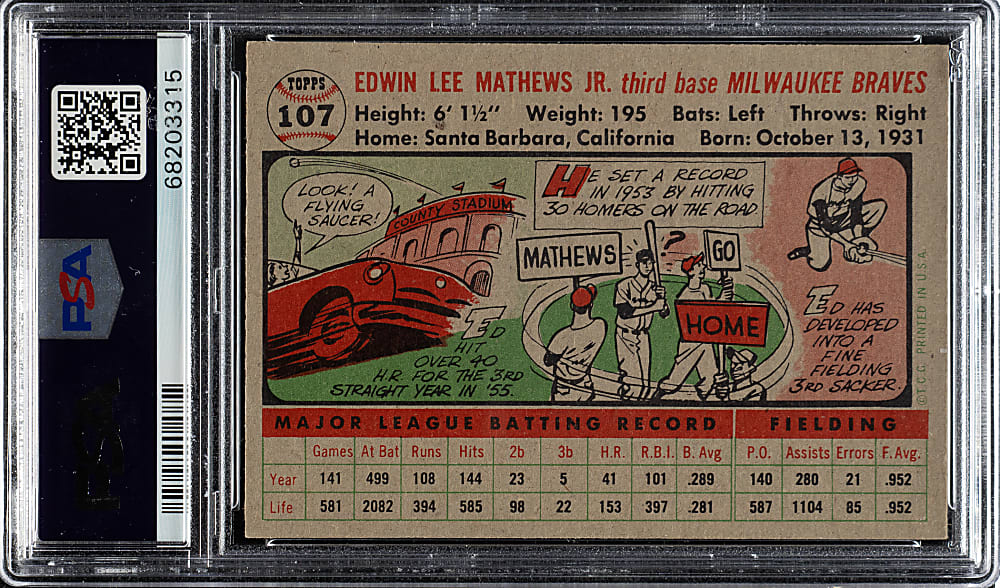 68203315
PSA
TOPPS
107
EDWIN LEE MATHEWS JR. third base MILWAUKEE BRAVES
Height: 6' 1½" Weight: 195 Bats: Left Throws: Right
Home: Santa Barbara, California Born: October 13, 1931
LOOK! A
FLYING
SAUCER!
COUNTY STADIUM
ED
HIT
OVER 40
H.R. FOR THE 3RD
STRAIGHT YEAR IN '55.
HE SET A RECORD
IN 1953 BY HITTING
30 HOMERS ON THE ROAD
MATHEWS
?
GO
HOME
ED HAS
DEVELOPED
INTO A
FINE
FIELDING
3RD SACKER.
©T.C.G. PRINTED IN U.S.A.
MAJOR LEAGUE BATTING RECORD FIELDING
Games At Bat Runs Hits 2b 3b H.R. R.B.I. B. Avg P.O. Assists Errors F. Avg.
Year 141 499 108 144 23 5 41 101 .289 140 280 21 .952
Life 581 2082 394 585 98 22 153 397 .281 587 1104 85 .952
PSA